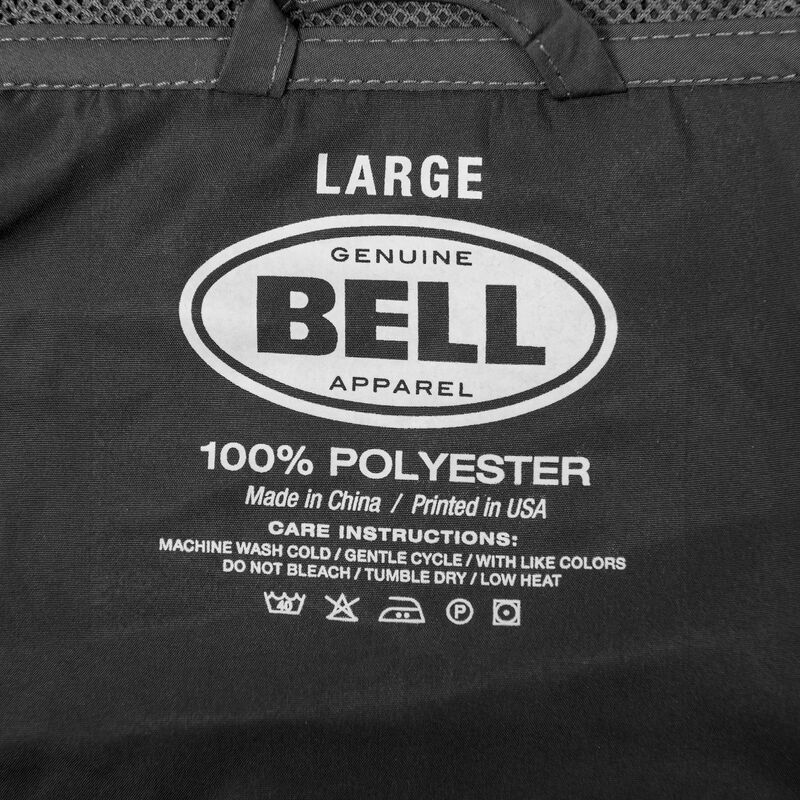 LARGE
GENUINE
BELL
APPAREL
100% POLYESTER
Made in China / Printed in USA
CARE INSTRUCTIONS:
MACHINE WASH COLD / GENTLE CYCLE / WITH LIKE COLORS
DO NOT BLEACH / TUMBLE DRY / LOW HEAT
40 P